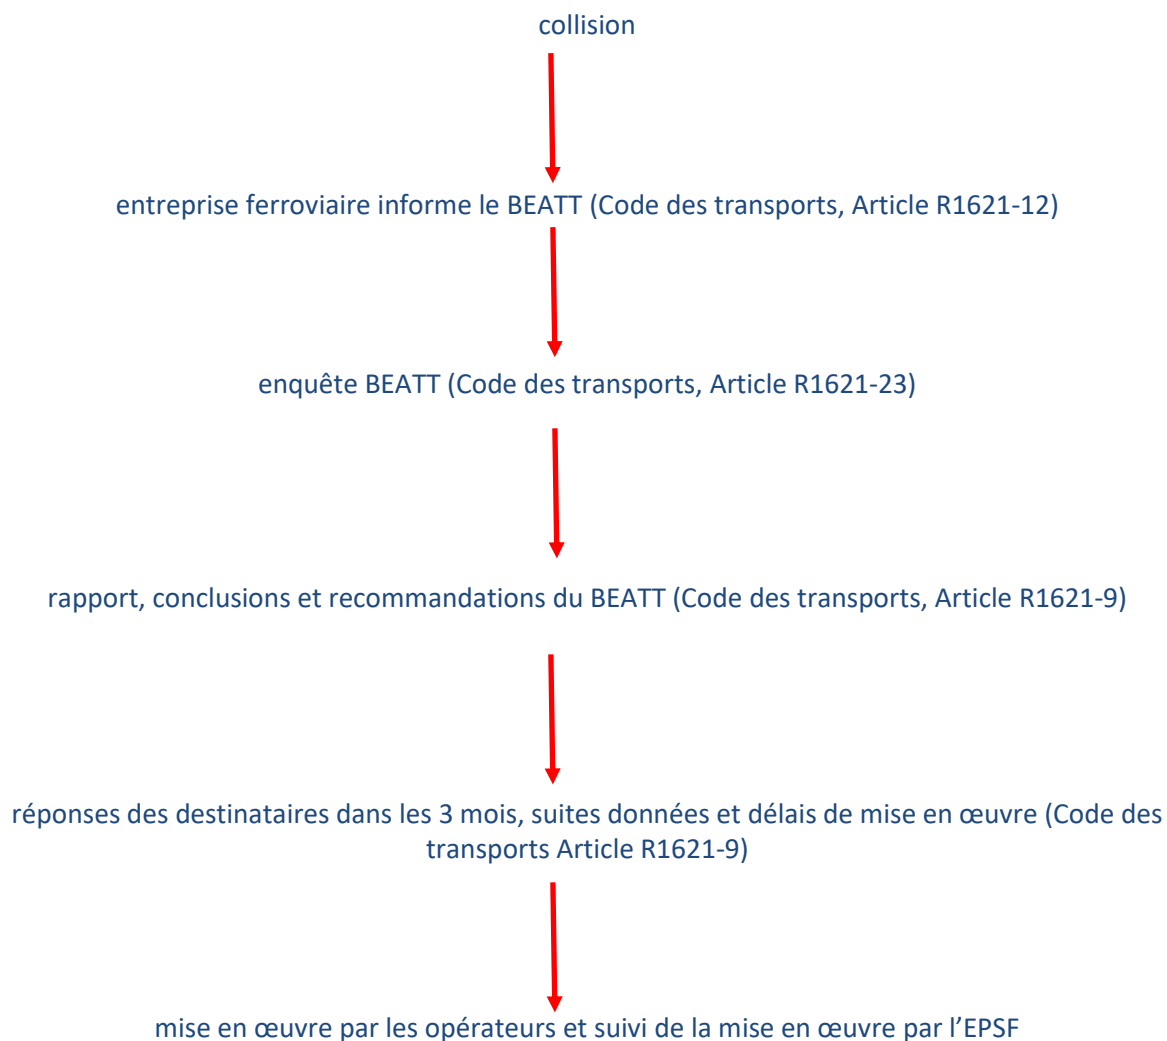 collision
entreprise ferroviaire informe le BEATT (Code des transports, Article R1621-12)
enquête BEATT (Code des transports, Article R1621-23)
rapport, conclusions et recommandations du BEATT (Code des transports, Article R1621-9)
réponses des destinataires dans les 3 mois, suites données et délais de mise en œuvre (Code des
transports Article R1621-9)
mise en œuvre par les opérateurs et suivi de la mise en œuvre par l’EPSF